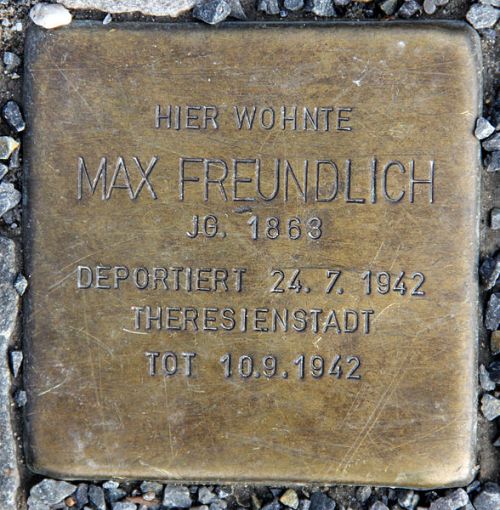 HIER WOHNTE
MAX FREUNDLICH
JG. 1863
DEPORTIERT 24. 7. 1942
THERESIENSTADT
TOT 10.9.1942